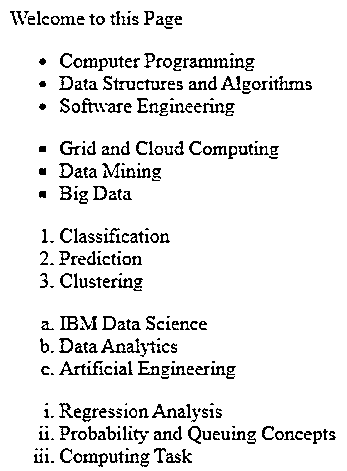 Welcome to this Page
• Computer Programming
• Data Structures and Algorithms
• Software Engineering
▪ Grid and Cloud Computing
▪ Data Mining
▪ Big Data
1. Classification
2. Prediction
3. Clustering
a. IBM Data Science
b. Data Analytics
c. Artificial Engineering
i. Regression Analysis
ii. Probability and Queuing Concepts
iii. Computing Task